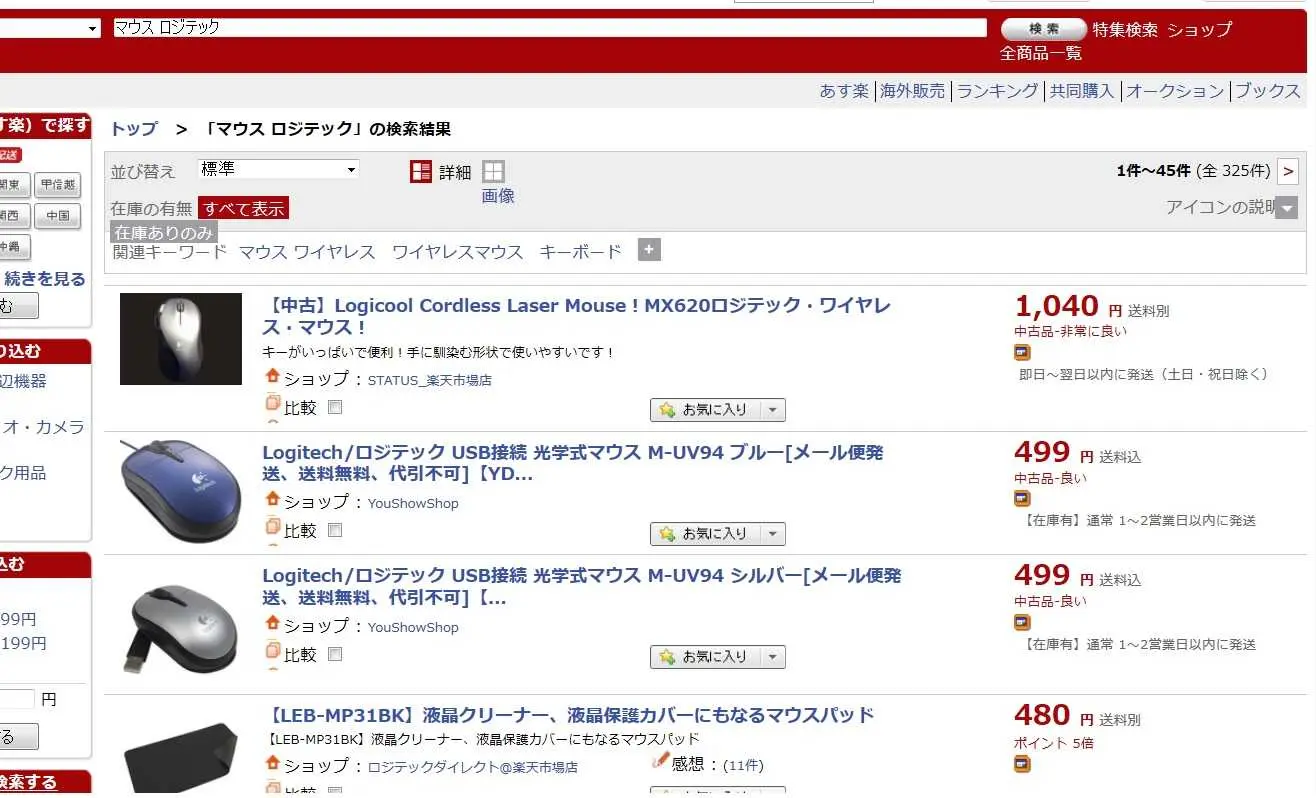 マウス ロジテック
検 索
特集検索 ショップ
全商品一覧
あす楽
海外販売
ランキング
共同購入
オークション
ブックス
す楽）で探す
配送
関東
甲信越
関西
中国
沖縄
続きを見る
む
り込む
辺機器
オ・カメラ
ク用品
込む
99円
199円
円
る
検索する
トップ > 「マウス ロジテック」の検索結果
並び替え 標準
詳細
画像
1件～45件 (全 325件) >
在庫の有無 すべて表示
在庫ありのみ
アイコンの説明
関連キーワード マウス ワイヤレス ワイヤレスマウス キーボード +
【中古】Logicool Cordless Laser Mouse！MX620ロジテック・ワイヤレ
ス・マウス！
キーがいっぱいで便利！手に馴染む形状で使いやすいです！
ショップ：STATUS_楽天市場店
比較
お気に入り
1,040 円 送料別
中古品-非常に良い
即日～翌日以内に発送（土日・祝日除く）
Logitech/ロジテック USB接続 光学式マウス M-UV94 ブルー[メール便発
送、送料無料、代引不可]【YD...
ショップ：YouShowShop
比較
お気に入り
499 円 送料込
中古品-良い
【在庫有】通常 1～2営業日以内に発送
Logitech/ロジテック USB接続 光学式マウス M-UV94 シルバー[メール便発
送、送料無料、代引不可]【...
ショップ：YouShowShop
比較
お気に入り
499 円 送料込
中古品-良い
【在庫有】通常 1～2営業日以内に発送
【LEB-MP31BK】液晶クリーナー、液晶保護カバーにもなるマウスパッド
【LEB-MP31BK】液晶クリーナー、液晶保護カバーにもなるマウスパッド
ショップ：ロジテックダイレクト@楽天市場店
感想：(11件)
比較
480 円 送料別
ポイント 5倍